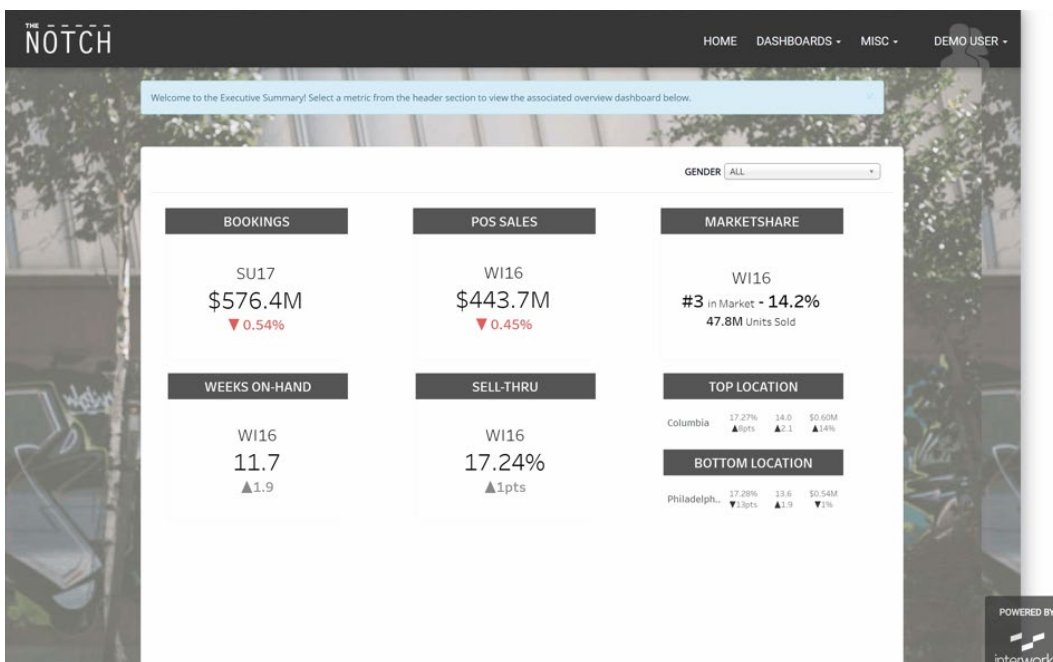 THE
NOTCH
HOME DASHBOARDS MISC DEMO USER
Welcome to the Executive Summary! Select a metric from the header section to view the associated overview dashboard below.
GENDER ALL
BOOKINGS
SU17
$576.4M
▼ 0.54%
POS SALES
WI16
$443.7M
▼ 0.45%
MARKETSHARE
WI16
#3 in Market - 14.2%
47.8M Units Sold
WEEKS ON-HAND
WI16
11.7
▲1.9
SELL-THRU
WI16
17.24%
▲1pts
TOP LOCATION
Columbia 17.27% 14.0 $0.60M
▲8pts ▲2.1 ▲14%
BOTTOM LOCATION
Philadelph.. 17.28% 13.6 $0.54M
▼13pts ▲1.9 ▼1%
POWERED BY
interwork